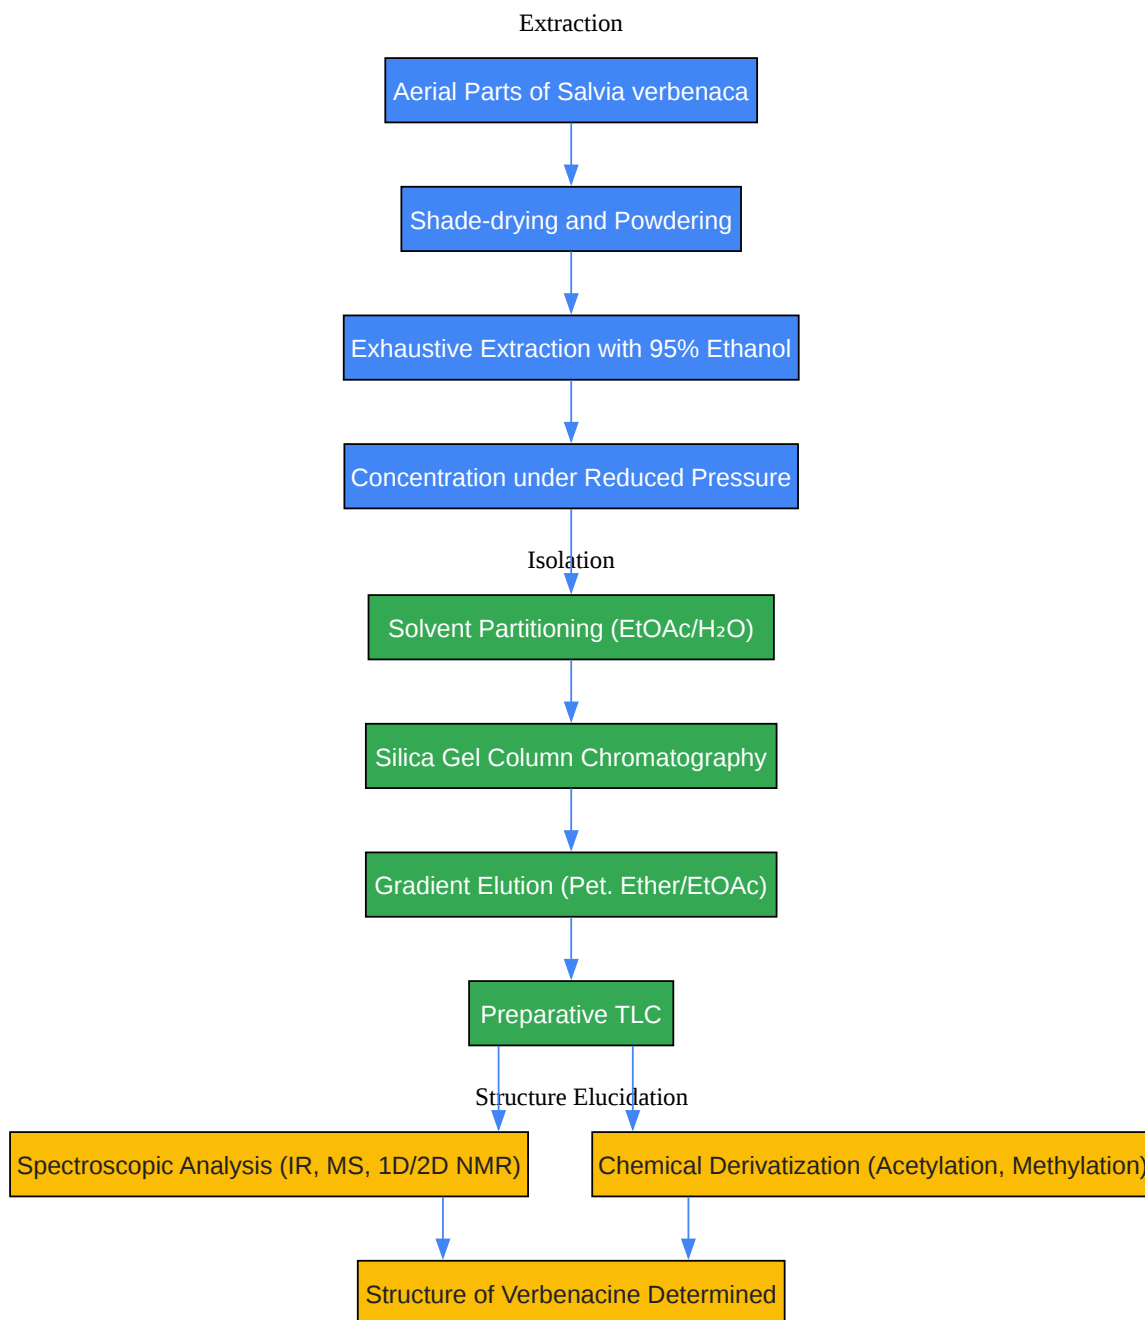 Extraction
Aerial Parts of Salvia verbenaca
Shade-drying and Powdering
Exhaustive Extraction with 95% Ethanol
Concentration under Reduced Pressure
Isolation
Solvent Partitioning (EtOAc/H₂O)
Silica Gel Column Chromatography
Gradient Elution (Pet. Ether/EtOAc)
Preparative TLC
Structure Elucidation
Spectroscopic Analysis (IR, MS, 1D/2D NMR)
Chemical Derivatization (Acetylation, Methylation)
Structure of Verbenacine Determined